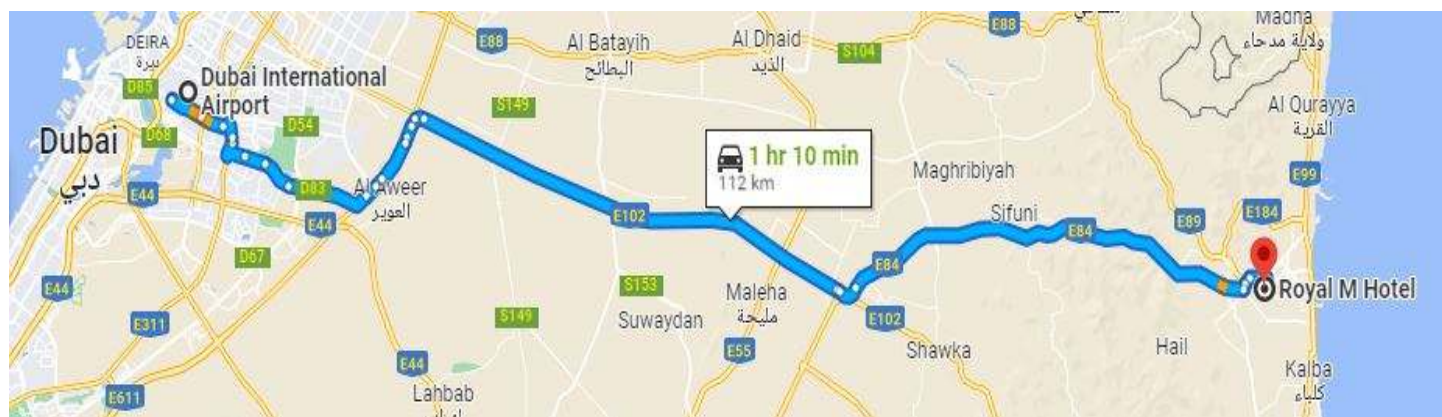 DEIRA
ديرة
Dubai International
Airport
D85
D68
Dubai
دبي
D54
D83
Al Aweer
العوير
E44
E44
D67
E44
E311
E611
E44
Lahbab
E88
Al Batayih
البطائح
Al Dhaid
الذيد
S104
E88
Madha
ولاية مدحاء
S149
1 hr 10 min
112 km
Al Qurayya
القرية
Maghribiyah
E99
E102
Sifuni
E84
E89
E184
E84
Royal M Hotel
S153
Maleha
مليحة
S149
Suwaydan
E102
E55
Shawka
Hail
Kalba
كلباء